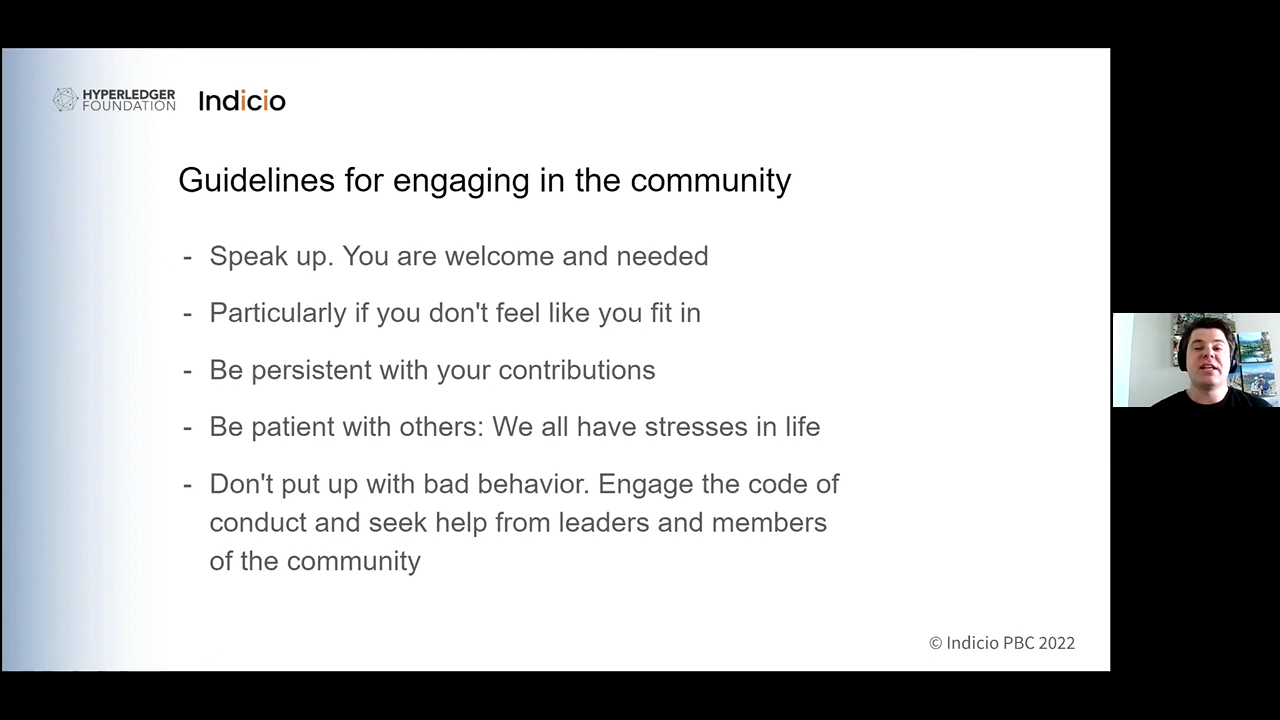 HYPERLEDGER
FOUNDATION
Indicio
Guidelines for engaging in the community
- Speak up. You are welcome and needed
- Particularly if you don't feel like you fit in
- Be persistent with your contributions
- Be patient with others: We all have stresses in life
- Don't put up with bad behavior. Engage the code of
conduct and seek help from leaders and members
of the community
© Indicio PBC 2022